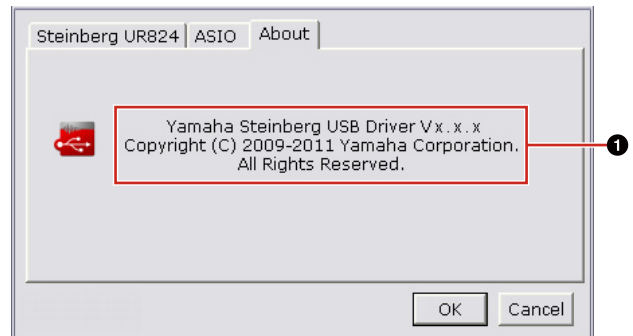 Steinberg UR824 ASIO About
Yamaha Steinberg USB Driver Vx.x.x
Copyright (C) 2009-2011 Yamaha Corporation.
All Rights Reserved.
1
OK Cancel